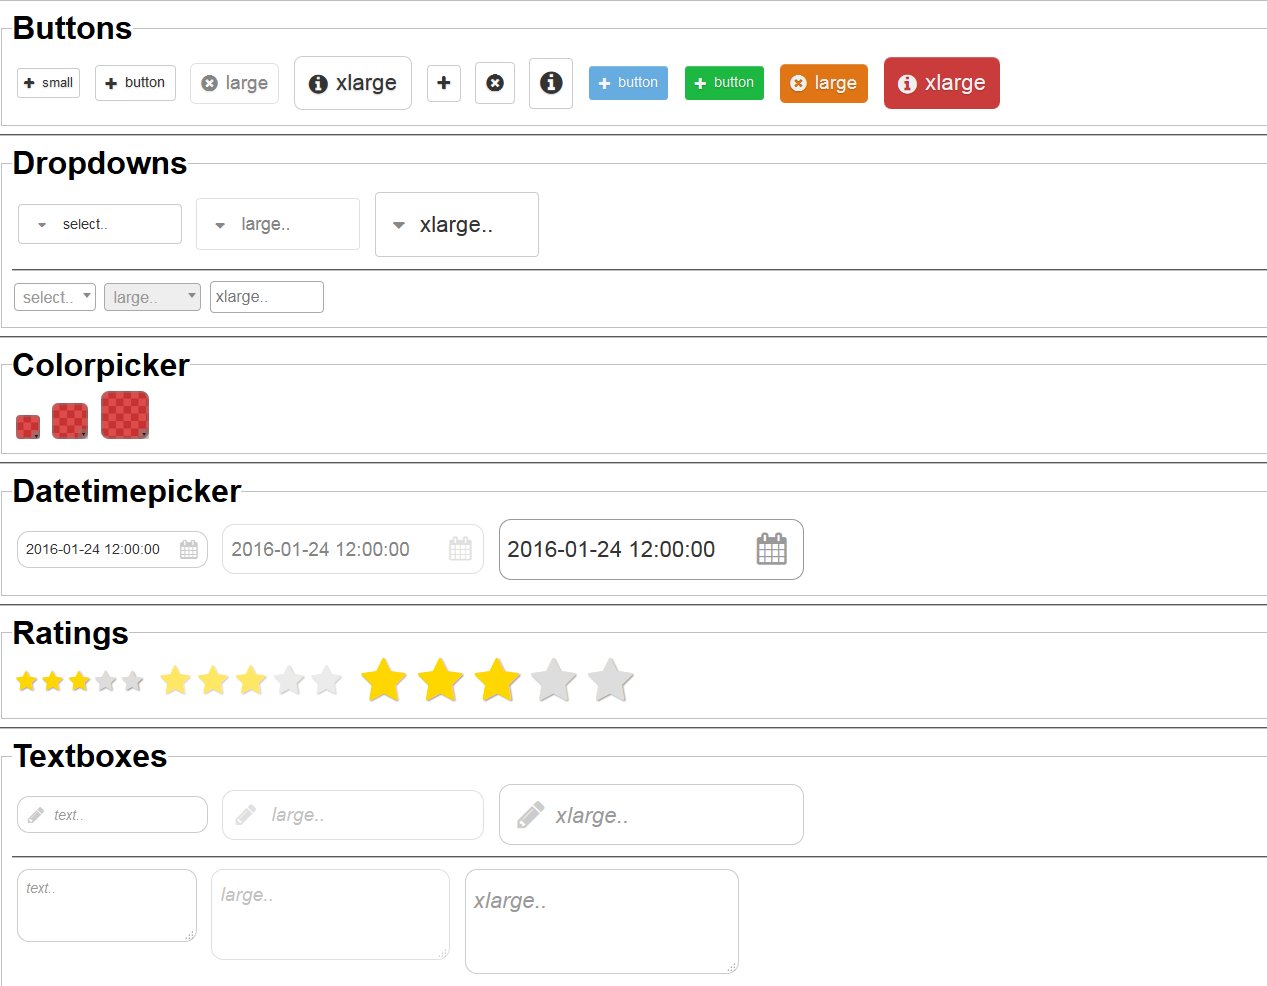 Buttons
small button large xlarge button button large xlarge
Dropdowns
select.. large.. xlarge..
select.. large.. xlarge..
Colorpicker
Datetimepicker
2016-01-24 12:00:00 2016-01-24 12:00:00 2016-01-24 12:00:00
Ratings
Textboxes
text.. large.. xlarge..
text.. large.. xlarge..